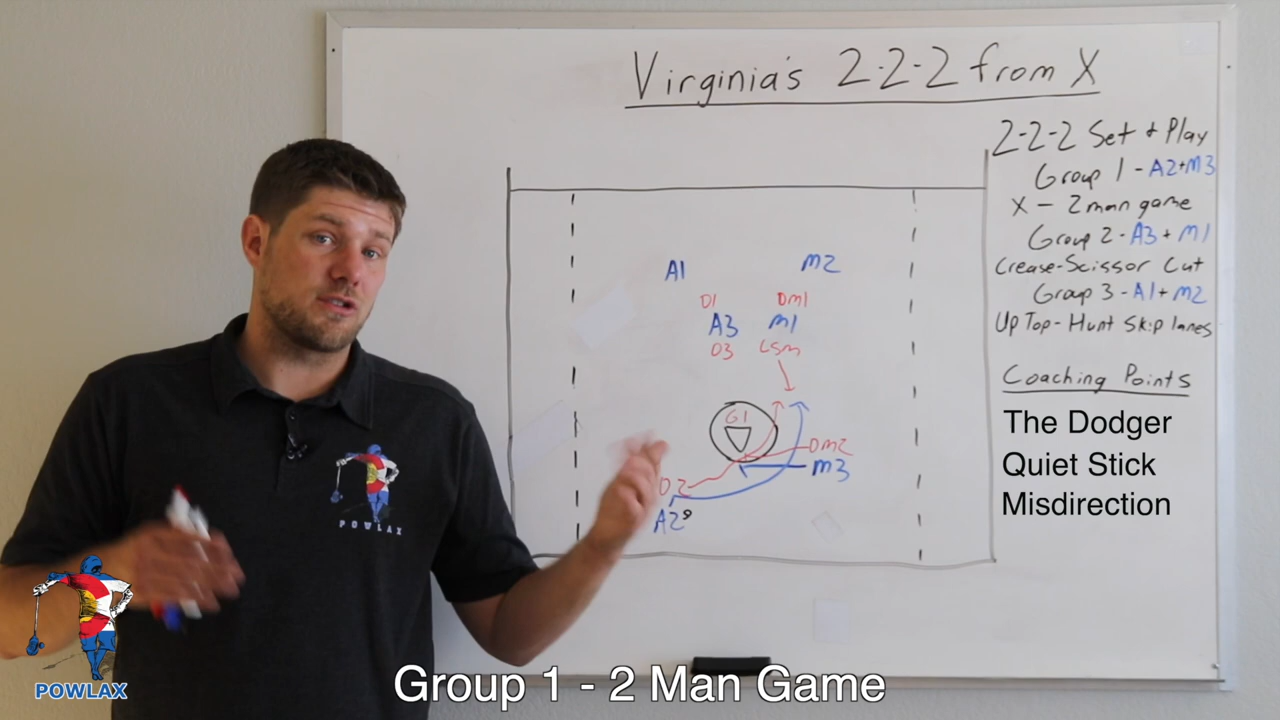 Virginia's 2-2-2 from X
2-2-2 Set + Play
Group 1 - A2+M3
X - 2 man game
Group 2 - A3 + M1
Crease-Scissor Cut
Group 3 - A1 + M2
Up Top - Hunt Skip lanes
Coaching Points
The Dodger
Quiet Stick
Misdirection
A1 M2
D1 Dm1
A3 M1
D3 LSM
G1
Dm2
M3
D2
A2
POWLAX
POWLAX
Group 1 - 2 Man Game